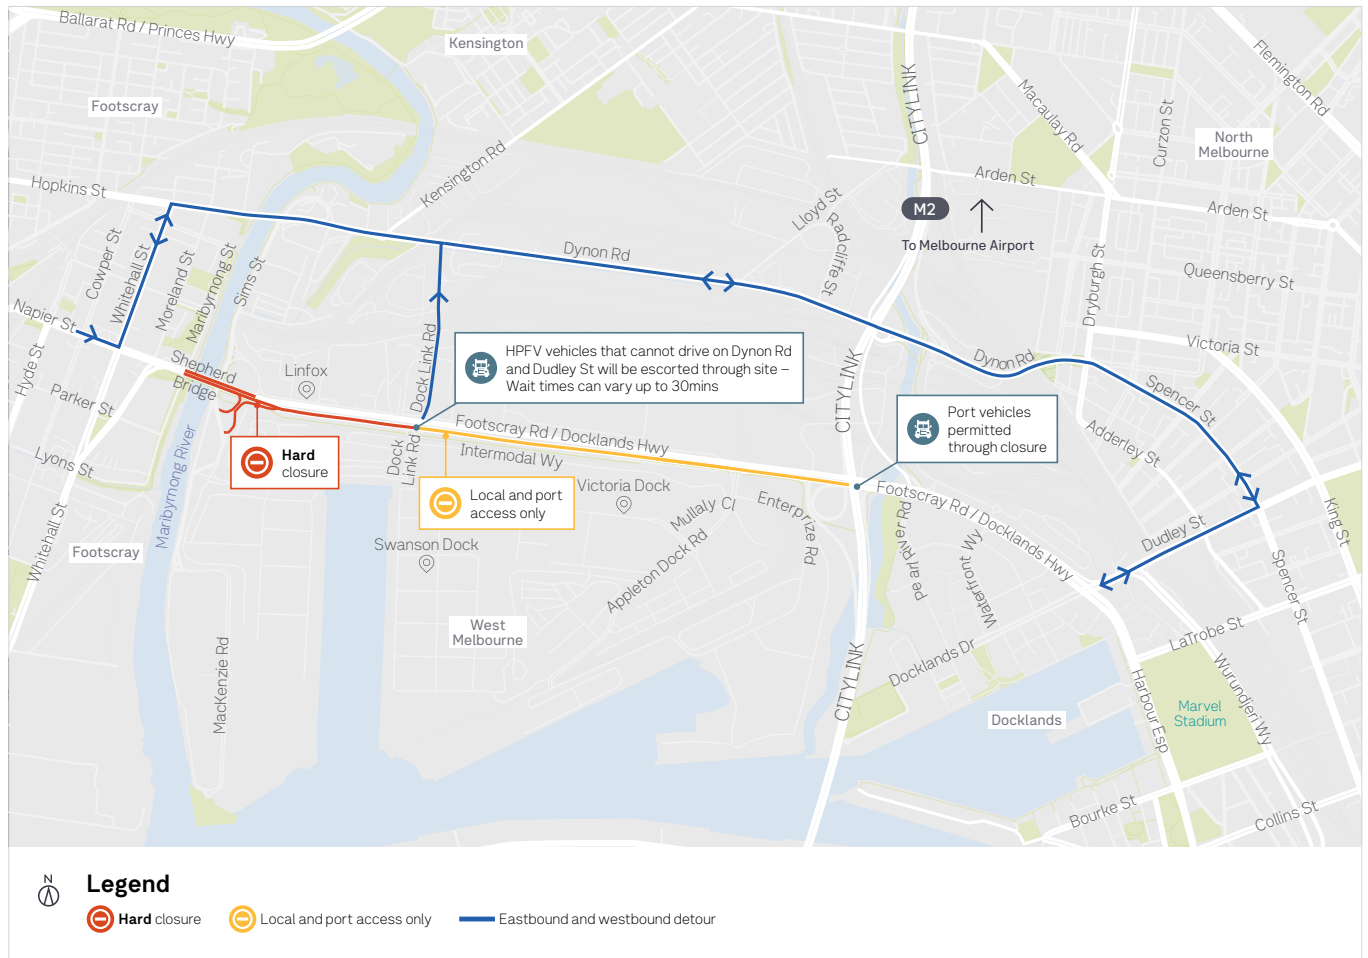 Ballarat Rd / Princes Hwy
Kensington
Footscray
CITYLINK
Macaulay Rd
Curzon St
Flemington Rd
North
Melbourne
Hopkins St
Kensington Rd
Arden St
Arden St
M2
To Melbourne Airport
Lloyd St
Radcliffe St
Dynon Rd
Cowper St
Whitehall St
Moreland St
Maribyrnong St
Sims St
Dryburgh St
Queensberry St
Victoria St
Napier St
Hyde St
Parker St
Lyons St
Shepherd
Bridge
Linfox
Dock Link Rd
HPFV vehicles that cannot drive on Dynon Rd
and Dudley St will be escorted through site –
Wait times can vary up to 30mins
CITYLINK
Dynon Rd
Spencer St
Port vehicles
permitted
through closure
Adderley St
Footscray Rd / Docklands Hwy
Intermodal Wy
Dock
Link Rd
Hard
closure
Local and port
access only
Victoria Dock
Mullaly Cl
Enterprize Rd
Footscray Rd / Docklands Hwy
Pearl River Rd
Waterfront Wy
Dudley St
King St
Spencer St
Maribyrnong River
Whitehall St
Footscray
Swanson Dock
Appleton Dock Rd
West
Melbourne
MacKenzie Rd
CITYLINK
Docklands Dr
LaTrobe St
Wurundjeri Wy
Harbour Esp
Marvel
Stadium
Docklands
Bourke St
Collins St
N
Legend
Hard closure
Local and port access only
Eastbound and westbound detour